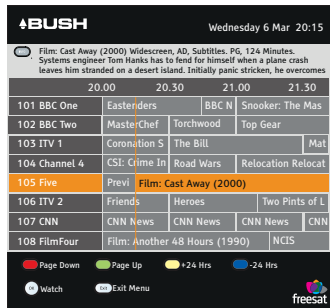 BUSH
Wednesday 6 Mar 20:15
Film: Cast Away (2000) Widescreen, AD, Subtitles. PG, 124 Minutes.
Systems engineer Tom Hanks has to fend for himself when a plane crash
leaves him stranded on a desert island. Initially panic stricken, he overcomes
20.00 20.30 21.00 21.30
101 BBC One Eastenders BBC N Snooker: The Mas
102 BBC Two MasterChef Torchwood Top Gear
103 ITV 1 Coronation S The Bill Mat
104 Channel 4 CSI: Crime In Road Wars Relocation Relocat
105 Five Previ Film: Cast Away (2000)
106 ITV 2 Friends Heroes Two Pints of L
107 CNN CNN News CNN News CNN News CNN
108 FilmFour Film: Another 48 Hours (1990) NCIS
Page Down Page Up +24 Hrs -24 Hrs
OK Watch EXIT Exit Menu
freesat